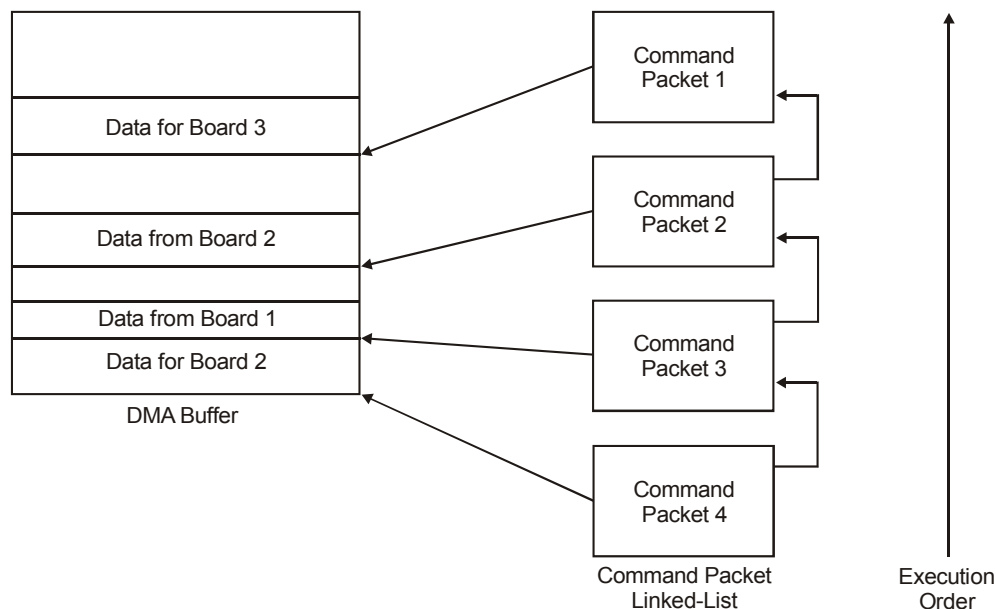 Data for Board 3
Data from Board 2
Data from Board 1
Data for Board 2
DMA Buffer
Command
Packet 1
Command
Packet 2
Command
Packet 3
Command
Packet 4
Command Packet
Linked-List
Execution
Order